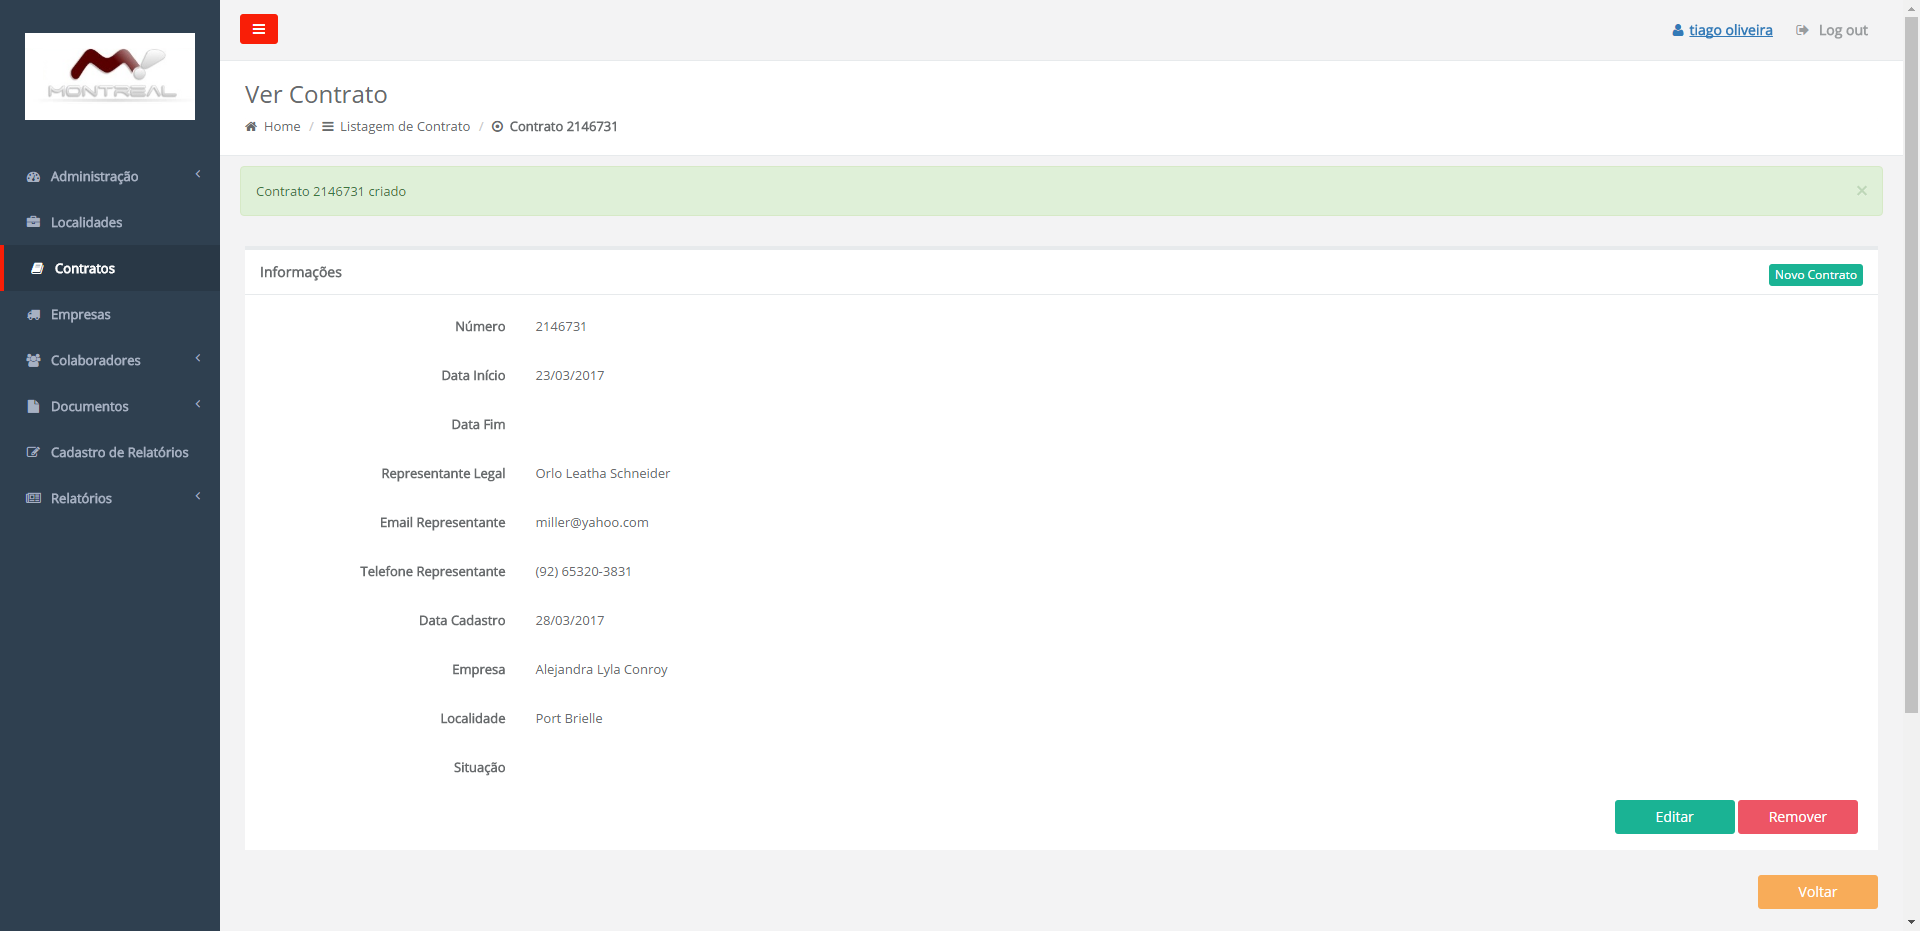 MONTREAL
tiago oliveira Log out
Ver Contrato
Home / Listagem de Contrato / Contrato 2146731
Administração
Localidades
Contratos
Empresas
Colaboradores
Documentos
Cadastro de Relatórios
Relatórios
Contrato 2146731 criado ×
Informações Novo Contrato
Número 2146731
Data Início 23/03/2017
Data Fim
Representante Legal Orlo Leatha Schneider
Email Representante miller@yahoo.com
Telefone Representante (92) 65320-3831
Data Cadastro 28/03/2017
Empresa Alejandra Lyla Conroy
Localidade Port Brielle
Situação
Editar Remover
Voltar